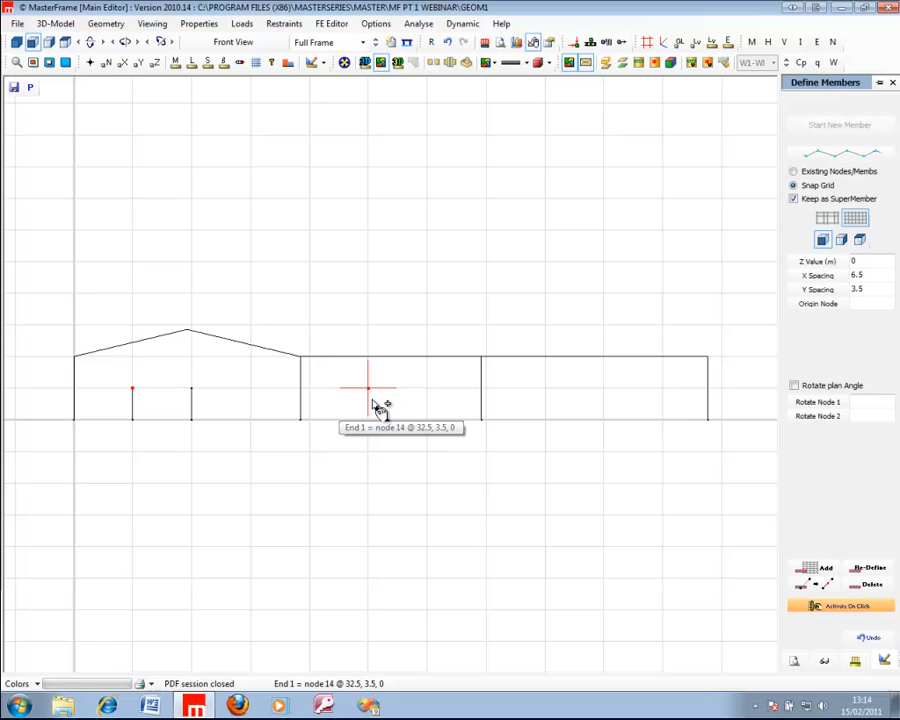 © MasterFrame [Main Editor] : Version 2010.14 : C:\PROGRAM FILES (X86)\MASTERSERIES\MASTER\MF PT 1 WEBINAR\GEOM1
File 3D-Model Geometry Viewing Properties Loads Restraints FE Surfaces Options Analyse Dynamic Help
Front View Full Frame R M H V I E N
X Y Z M L S B 3D W1-WI Cp q W
P
Define Members
Start New Member
Existing Nodes/Membs
Snap Grid
Keep as SuperMember
Z Value (m) 0
X Spacing 6.5
Y Spacing 3.5
Origin Node
Rotate plan Angle
Rotate Node 1
Rotate Node 2
End 1 = node 14 @ 32.5, 3.5, 0
Add Re-Define
Delete
Activate On Click
Undo
Colors PDF session closed End 1 = node 14 @ 32.5, 3.5, 0
13:14
15/02/2011